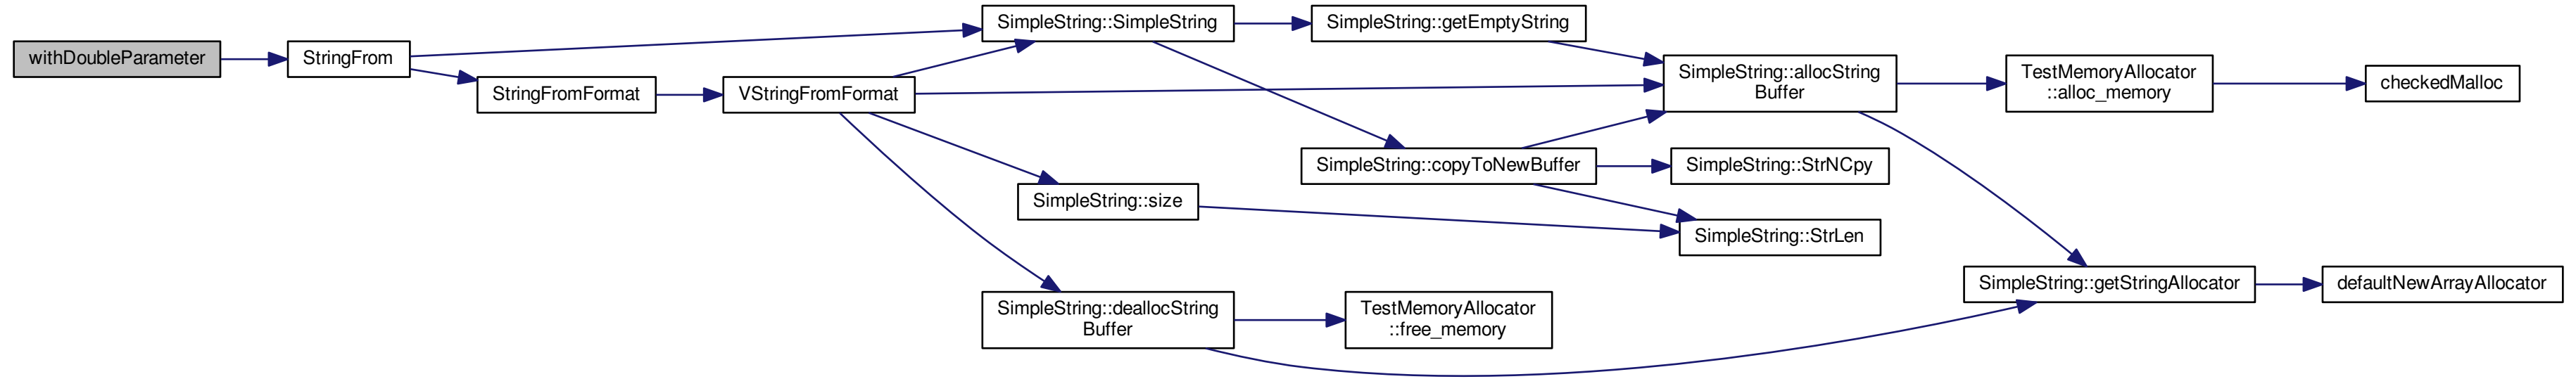 withDoubleParameter
StringFrom
StringFromFormat
VStringFromFormat
SimpleString::SimpleString
SimpleString::size
SimpleString::deallocString
Buffer
SimpleString::getEmptyString
SimpleString::copyToNewBuffer
TestMemoryAllocator
::free_memory
SimpleString::allocString
Buffer
SimpleString::StrNCpy
SimpleString::StrLen
TestMemoryAllocator
::alloc_memory
SimpleString::getStringAllocator
checkedMalloc
defaultNewArrayAllocator